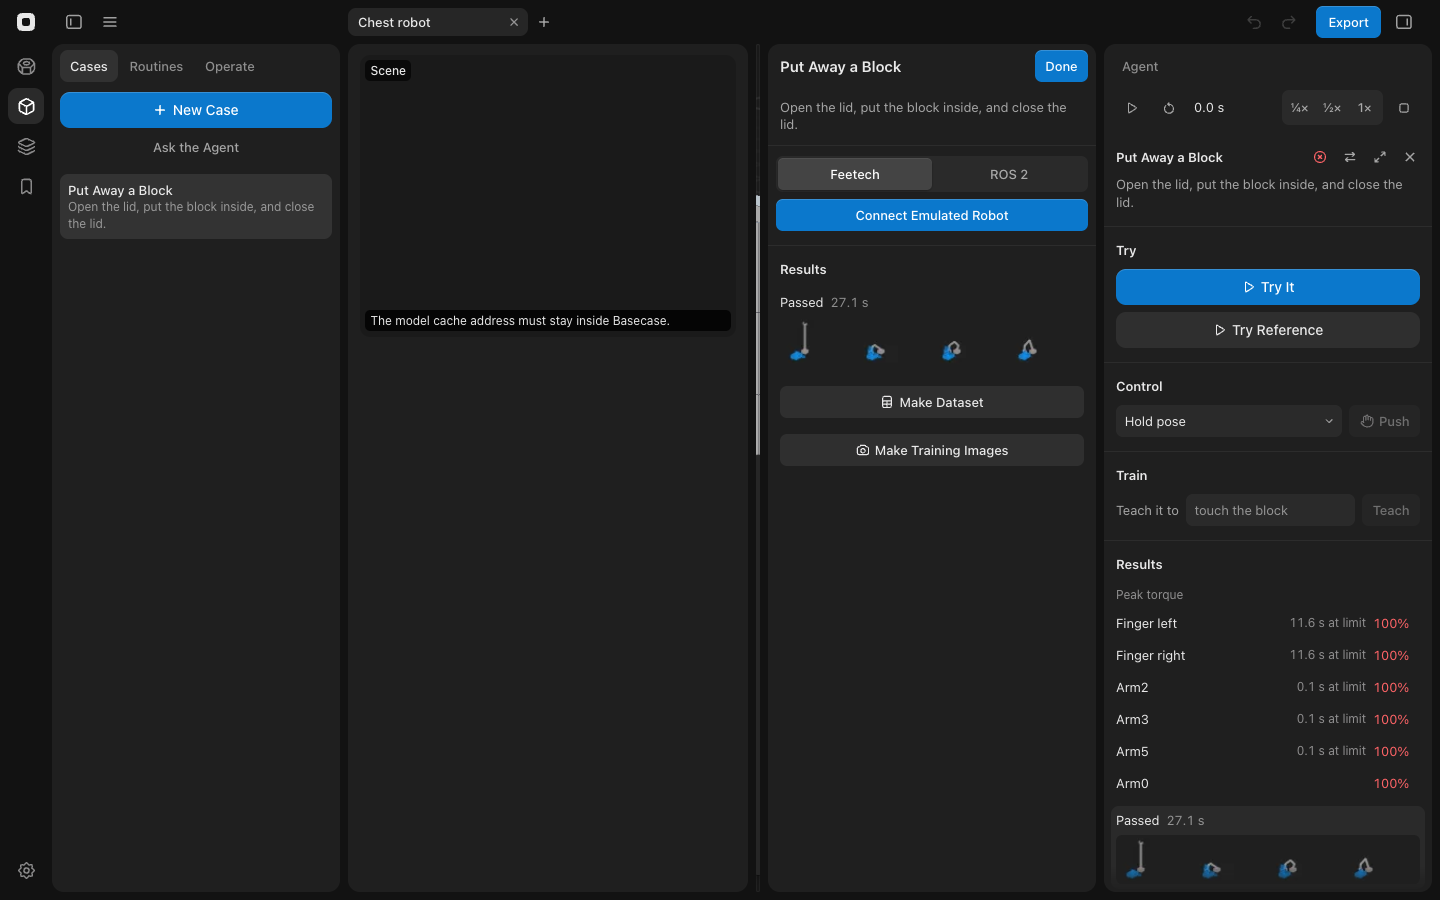 Chest robot
Export
Cases
Routines
Operate
New Case
Ask the Agent
Put Away a Block
Open the lid, put the block inside, and close
the lid.
Scene
The model cache address must stay inside Basecase.
Put Away a Block
Done
Open the lid, put the block inside, and close the
lid.
Feetech
ROS 2
Connect Emulated Robot
Results
Passed 27.1 s
Make Dataset
Make Training Images
Agent
0.0 s
¼×
½×
1×
Put Away a Block
Open the lid, put the block inside, and close the
lid.
Try
Try It
Try Reference
Control
Hold pose
Push
Train
Teach it to
touch the block
Teach
Results
Peak torque
Finger left 11.6 s at limit 100%
Finger right 11.6 s at limit 100%
Arm2 0.1 s at limit 100%
Arm3 0.1 s at limit 100%
Arm5 0.1 s at limit 100%
Arm0 100%
Passed 27.1 s